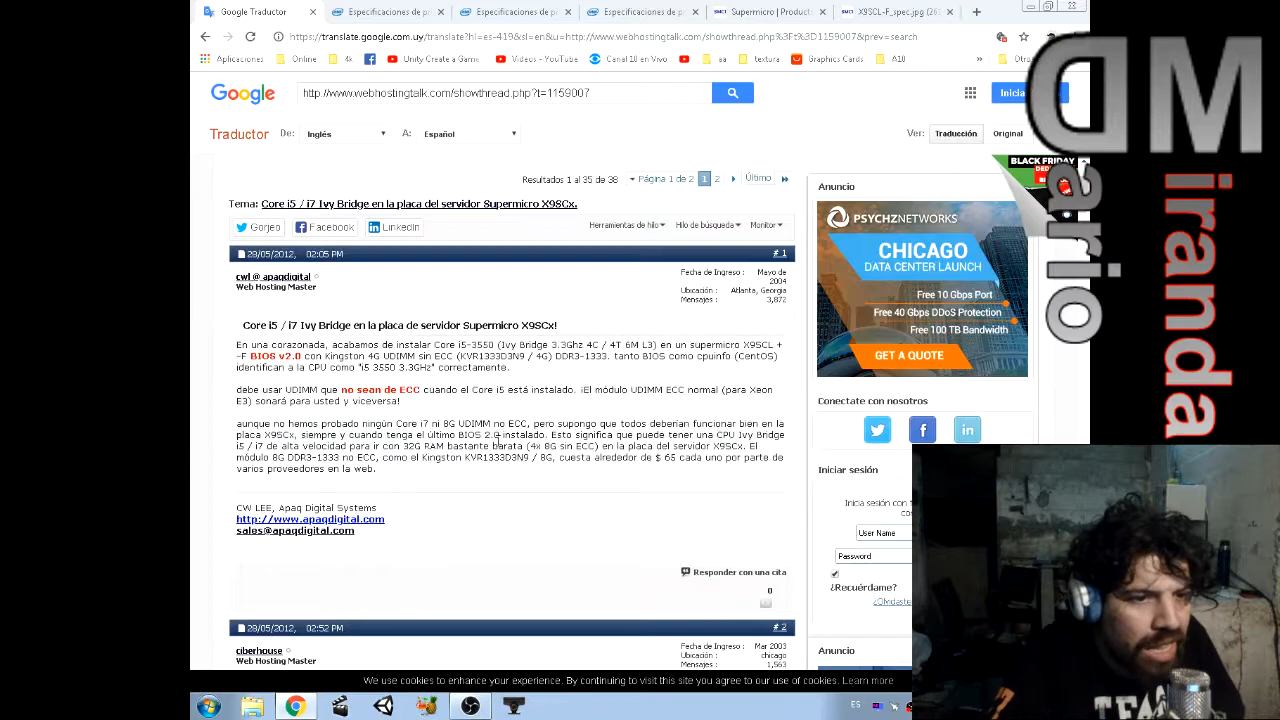 Google Traductor
Especificaciones de pr
Especificaciones de pr
Especificaciones de pr
Supermicro | Products
X9SCL-F_spec.jpg (26
https://translate.google.com.uy/translate?hl=es-419&sl=en&u=http://www.webhostingtalk.com/showthread.php%3Ft%3D1159007&prev=search
Aplicaciones
Online
4k
Unity Create a Game
Videos - YouTube
Canal 10 en Vivo
aa
textura
Graphics Cards
A10
»
Otro
Google
http://www.webhostingtalk.com/showthread.php?t=1159007
Inicia
Traductor
De:
Inglés
A:
Español
Ver:
Traducción
Original
Resultados 1 al 35 de 38
Página 1 de 2
1
2
Último
Tema: Core i5 / i7 Ivy Bridge en la placa del servidor Supermicro X9SCx.
Gorjeo
Facebook
LinkedIn
Herramientas de hilo
Hilo de búsqueda
Monitor
29/05/2012, 02:05 PM
# 1
cwl @ apaqdigital
Web Hosting Master
Fecha de Ingreso : Mayo de 2004
Ubicación : Atlanta, Georgia
Mensajes : 3,872
Core i5 / i7 Ivy Bridge en la placa de servidor Supermicro X9SCx!
En una coronada, acabamos de instalar Core i5-3550 (Ivy Bridge 3.3Ghz 4C / 4T 6M L3) en un supermicro X9SCL +
-F BIOS v2.0 con Kingston 4G UDIMM sin ECC (KVR1333D3N9 / 4G) DDR3-1333. tanto BIOS como cpuinfo (CentOS)
identifican a la CPU como "i5 3550 3.3GHz" correctamente.
debe usar UDIMM que no sean de ECC cuando el Core i5 está instalado. ¡El módulo UDIMM ECC normal (para Xeon
E3) sonará para usted y viceversa!
aunque no hemos probado ningún Core i7 ni 8G UDIMM no ECC, pero supongo que todos deberían funcionar bien en la
placa X9SCx, siempre y cuando tenga el último BIOS 2.0 instalado. Esto significa que puede tener una CPU Ivy Bridge
i5 / i7 de alta velocidad para ir con 32G RAM bastante barata (4x 8G sin ECC) en la placa del servidor X9SCx. El
módulo 8G DDR3-1333 no ECC, como el Kingston KVR1333D3N9 / 8G, cuesta alrededor de $ 65 cada uno por parte de
varios proveedores en la web.
CW LEE, Apaq Digital Systems
http://www.apaqdigital.com
sales@apaqdigital.com
Responder con una cita
0
29/05/2012, 02:52 PM
# 2
ciberhouse
Web Hosting Master
Fecha de Ingreso : Mar 2003
Ubicación : chicago
Mensajes : 1,563
Anuncio
PSYCHZ NETWORKS
CHICAGO
DATA CENTER LAUNCH
Free 10 Gbps Port
Free 40 Gbps DDoS Protection
Free 100 TB Bandwidth
GET A QUOTE
BLACK FRIDAY
Conectate con nosotros
Iniciar sesión
Inicia sesión con
User Name
Password
¿Recuérdame?
Anuncio
We use cookies to enhance your experience. By continuing to visit this site you agree to our use of cookies. Learn more
ES
Dario
Miranda